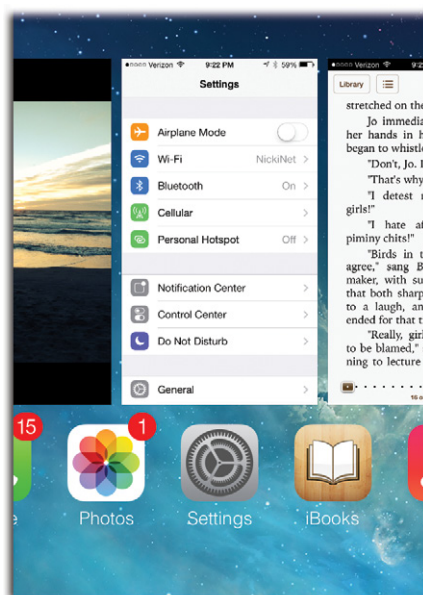 Verizon 9:22 PM 59%
Settings
Airplane Mode
Wi-Fi NickiNet
Bluetooth On
Cellular
Personal Hotspot Off
Notification Center
Control Center
Do Not Disturb
General
Verizon 9:2
Library
stretched on the
Jo immedia
her hands in h
began to whistle
"Don't, Jo. I
"That's why
"I detest
girls!"
"I hate af
piminy chits!"
"Birds in t
agree," sang B
maker, with su
that both sharp
to a laugh, an
ended for that t
"Really, girl
to be blamed,"
ning to lecture
16 o
15
1
e
Photos
Settings
iBooks